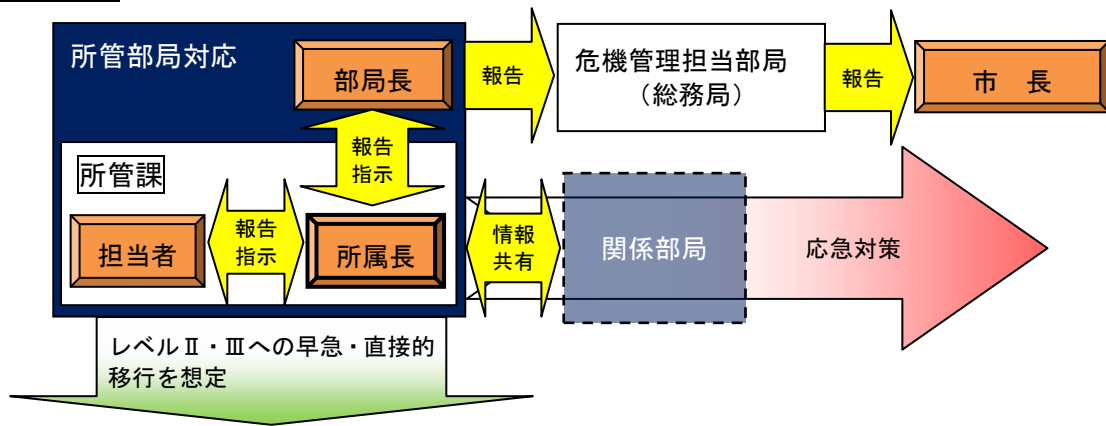 所管部局対応
部局長
報告
危機管理担当部局
（総務局）
報告
市　長
報告
指示
所管課
担当者
報告
指示
所属長
情報
共有
関係部局
応急対策
レベルⅡ・Ⅲへの早急・直接的
移行を想定